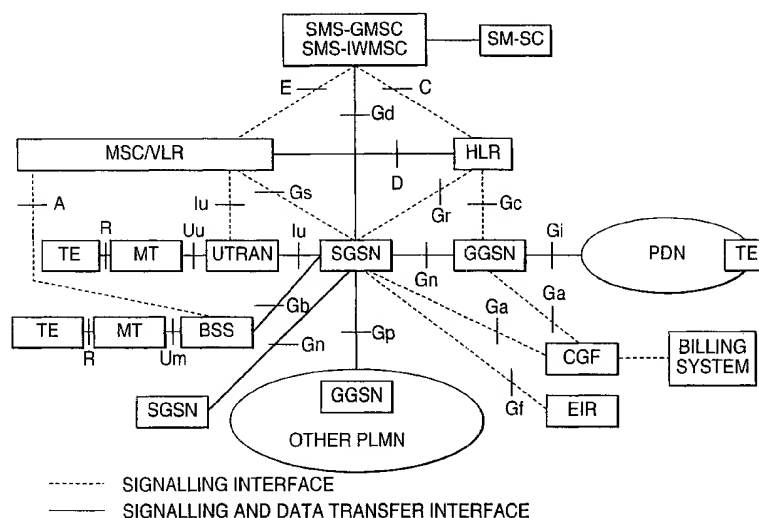 SMS-GMSC
SMS-IWMSC
SM-SC
E
C
Gd
MSC/VLR
HLR
D
A
Iu
Gs
Gr
Gc
TE
R
MT
Uu
UTRAN
Iu
SGSN
Gn
GGSN
Gi
PDN
TE
TE
R
MT
Um
BSS
Gb
Gn
Gp
Ga
Ga
CGF
BILLING
SYSTEM
SGSN
GGSN
OTHER PLMN
Gf
EIR
SIGNALLING INTERFACE
SIGNALLING AND DATA TRANSFER INTERFACE